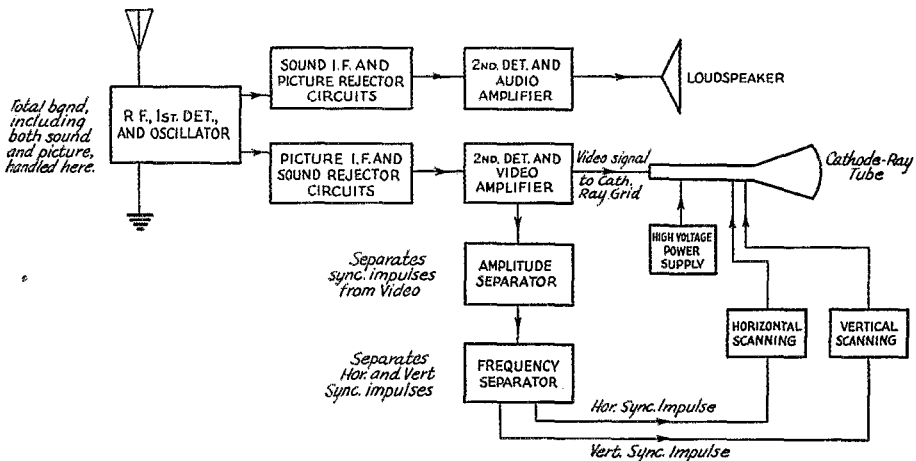 Total band,
including
both sound
and picture,
handled here.
R F., 1ST. DET.,
AND OSCILLATOR
SOUND I.F. AND
PICTURE REJECTOR
CIRCUITS
2ND. DET. AND
AUDIO
AMPLIFIER
LOUDSPEAKER
PICTURE I.F. AND
SOUND REJECTOR
CIRCUITS
2ND. DET. AND
VIDEO
AMPLIFIER
Video signal
to Cath.
Ray Grid
Cathode-Ray
Tube
HIGH VOLTAGE
POWER
SUPPLY
Separates
sync. impulses
from Video
AMPLITUDE
SEPARATOR
HORIZONTAL
SCANNING
VERTICAL
SCANNING
Separates
Hor. and Vert
Sync. impulses
FREQUENCY
SEPARATOR
Hor. Sync. Impulse
Vert. Sync. Impulse